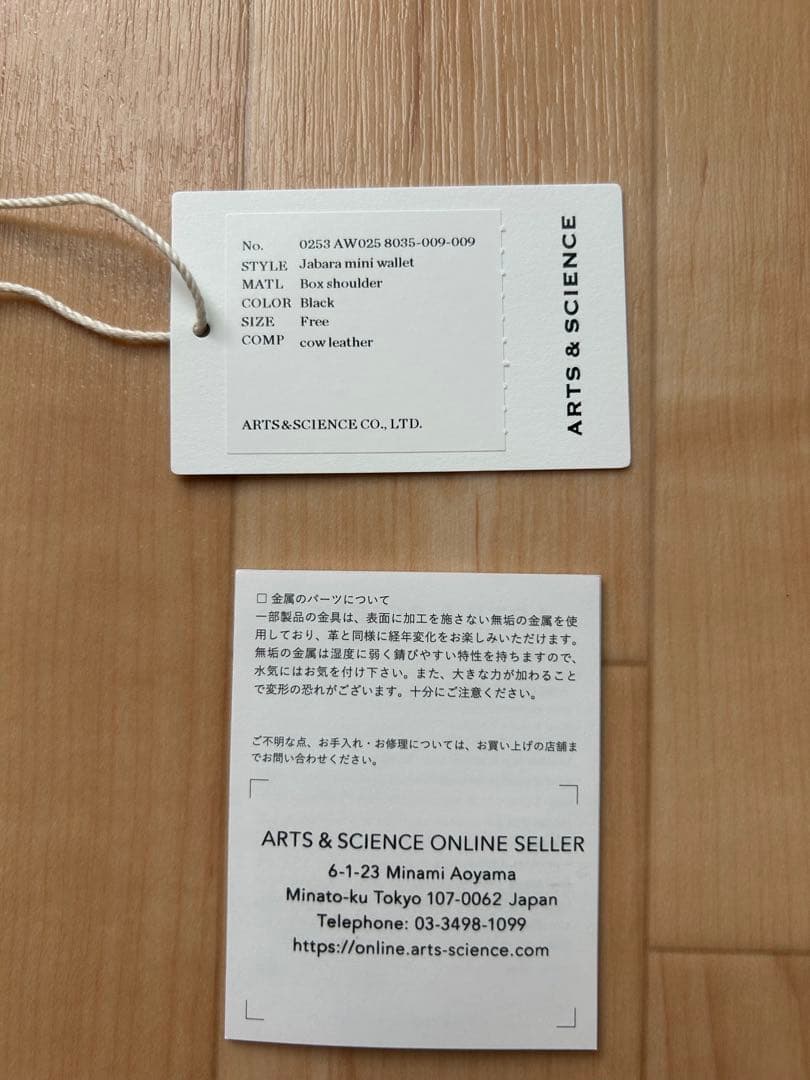 No. 0253 AW025 8035-009-009
STYLE Jabara mini wallet
MATL Box shoulder
COLOR Black
SIZE Free
COMP cow leather
ARTS&SCIENCE CO., LTD.
ARTS & SCIENCE
□ 金属のパーツについて
一部製品の金具は、表面に加工を施さない無垢の金属を使
用しており、革と同様に経年変化をお楽しみいただけます。
無垢の金属は湿度に弱く錆びやすい特性を持ちますので、
水気にはお気を付け下さい。また、大きな力が加わること
で変形の恐れがございます。十分にご注意ください。
ご不明な点、お手入れ・お修理については、お買い上げの店舗ま
でお問い合わせください。
ARTS & SCIENCE ONLINE SELLER
6-1-23 Minami Aoyama
Minato-ku Tokyo 107-0062 Japan
Telephone: 03-3498-1099
https://online.arts-science.com